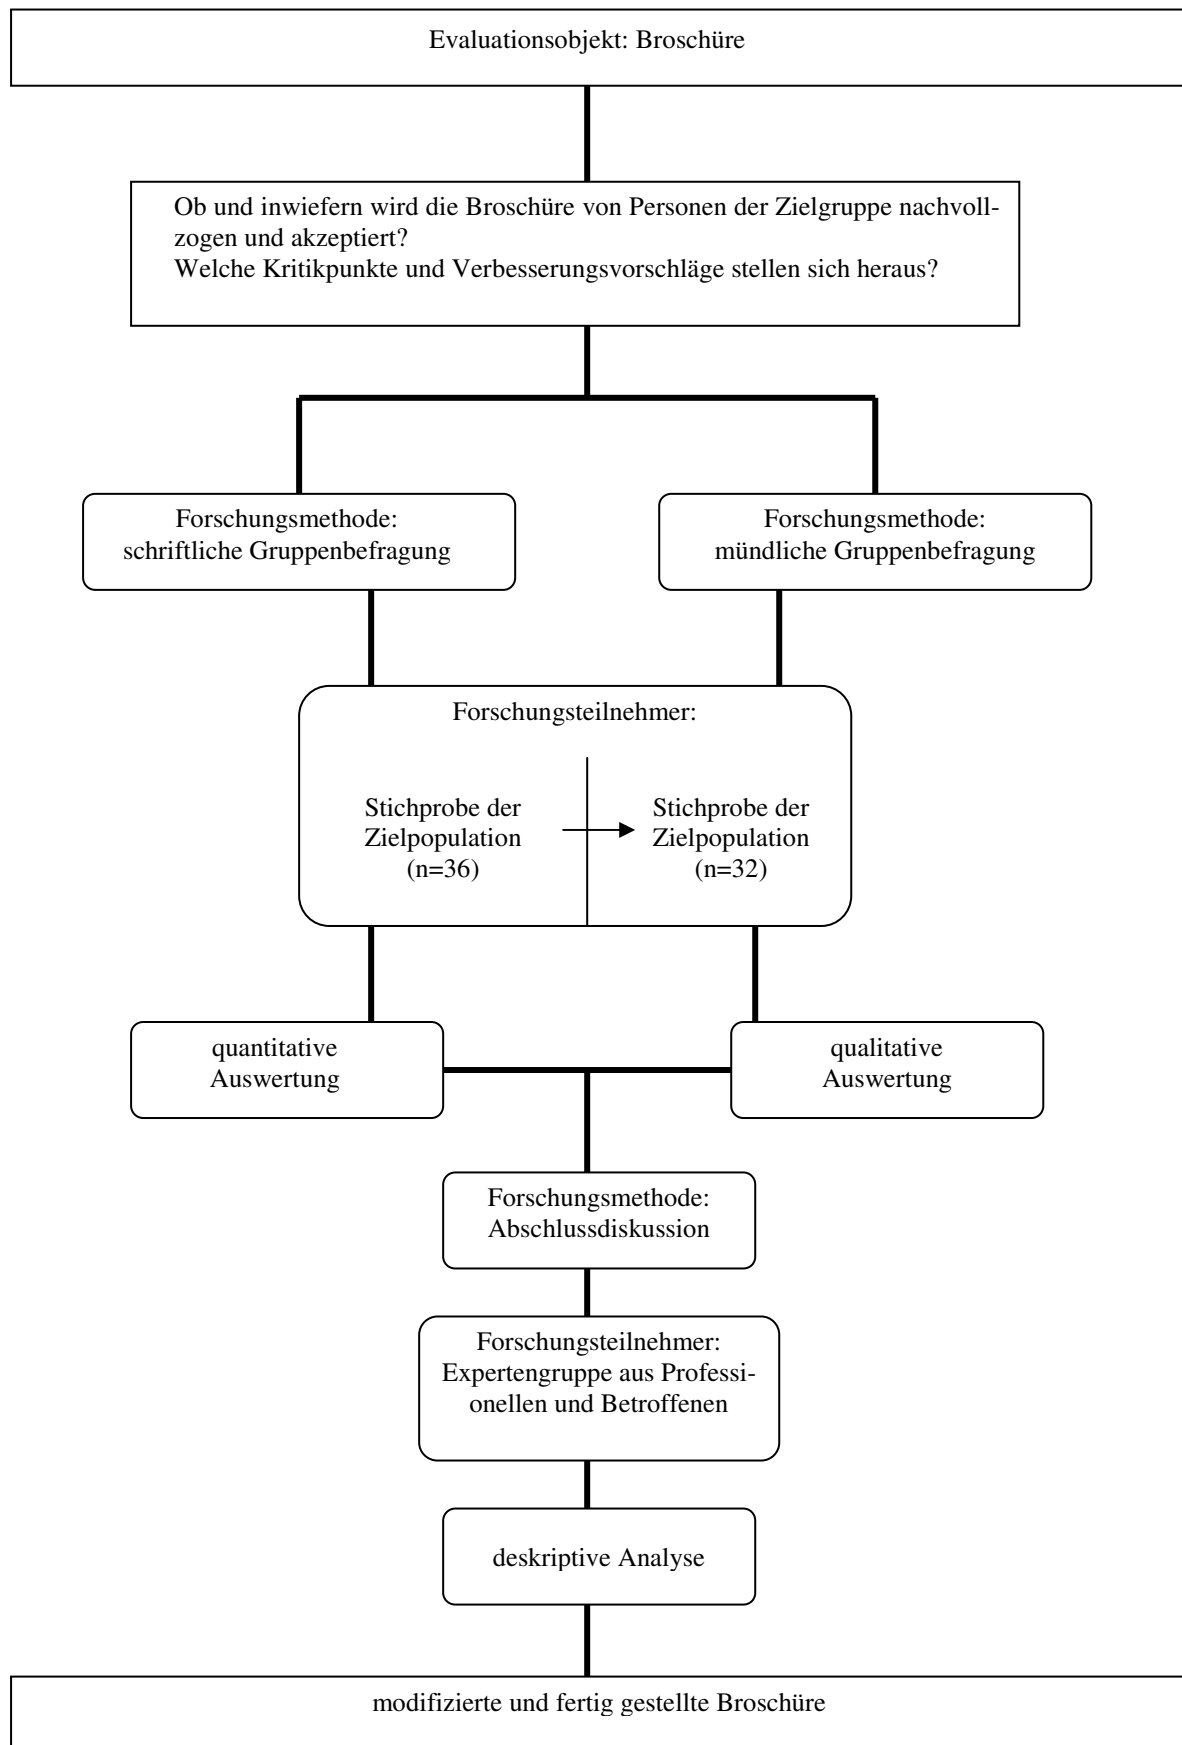 Evaluationsobjekt: Broschüre
Ob und inwiefern wird die Broschüre von Personen der Zielgruppe nachvoll-
zogen und akzeptiert?
Welche Kritikpunkte und Verbesserungsvorschläge stellen sich heraus?
Forschungsmethode:
schriftliche Gruppenbefragung
Forschungsmethode:
mündliche Gruppenbefragung
Forschungsteilnehmer:
Stichprobe der
Zielpopulation
(n=36)
Stichprobe der
Zielpopulation
(n=32)
quantitative
Auswertung
qualitative
Auswertung
Forschungsmethode:
Abschlussdiskussion
Forschungsteilnehmer:
Expertengruppe aus Professi-
onellen und Betroffenen
deskriptive Analyse
modifizierte und fertig gestellte Broschüre